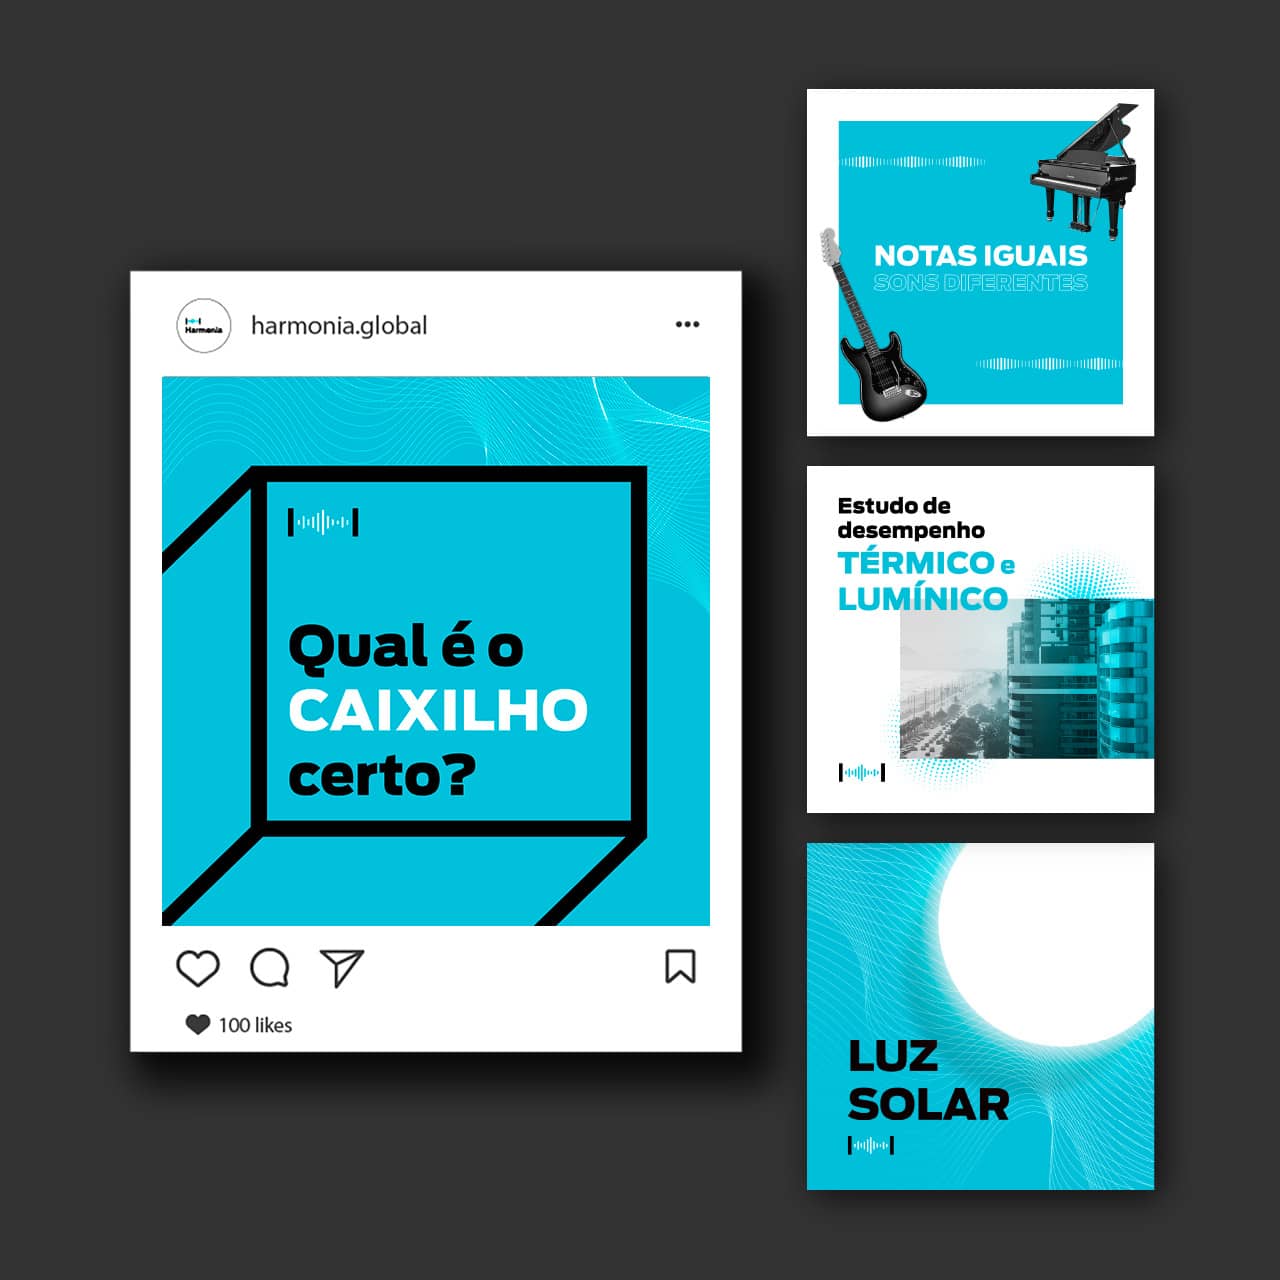 Harmonia
harmonia.global
Qual é o
CAIXILHO
certo?
100 likes
NOTAS IGUAIS
SONS DIFERENTES
Estudo de
desempenho
TÉRMICO e
LUMÍNICO
LUZ
SOLAR